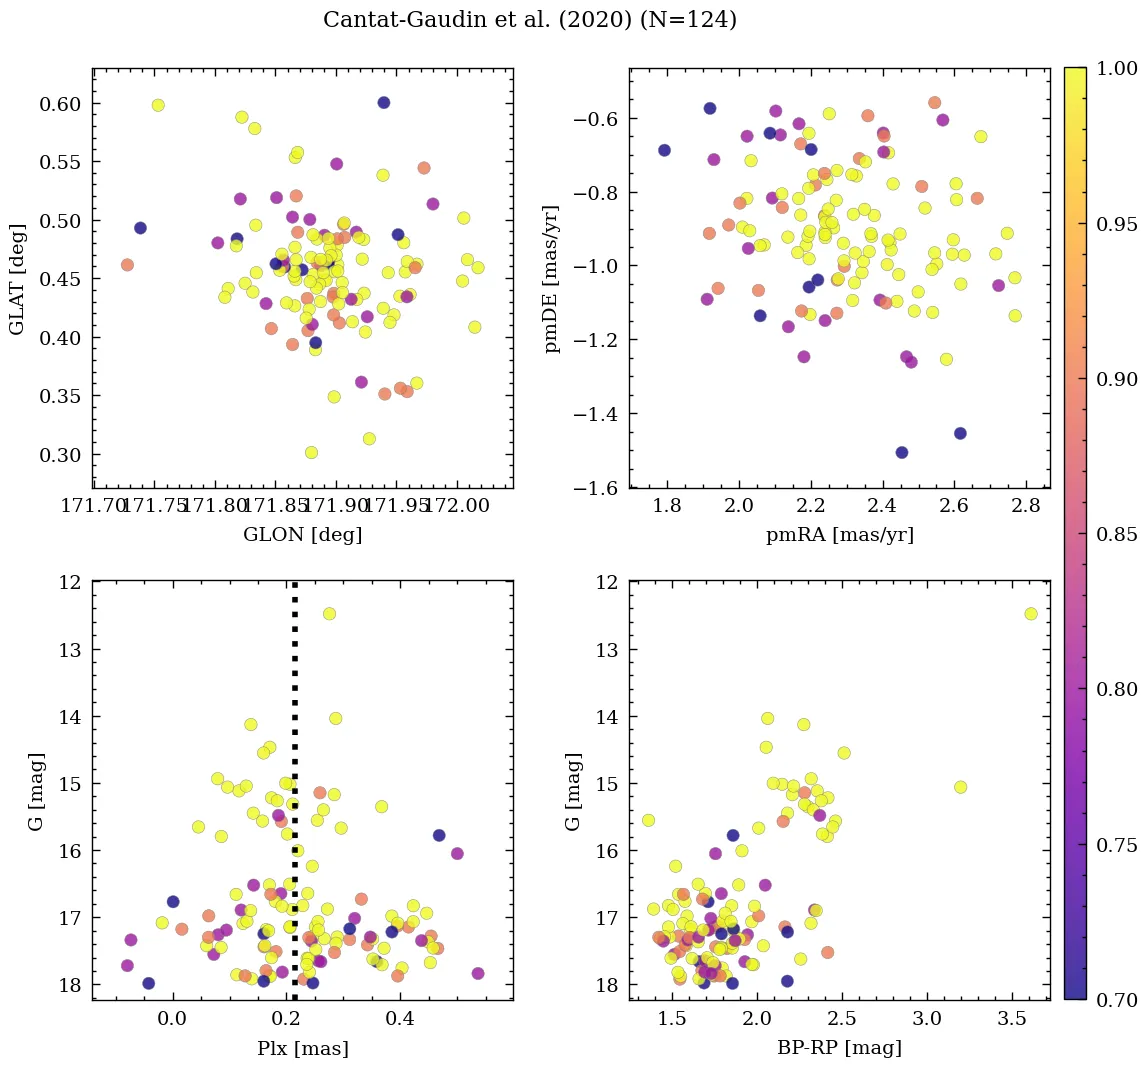 Cantat-Gaudin et al. (2020) (N=124)
0.60
0.55
0.50
0.45
0.40
0.35
0.30
GLAT [deg]
171.70 171.75 171.80 171.85 171.90 171.95 172.00
GLON [deg]
−0.6
−0.8
−1.0
−1.2
−1.4
−1.6
pmDE [mas/yr]
1.8 2.0 2.2 2.4 2.6 2.8
pmRA [mas/yr]
12
13
14
15
16
17
18
G [mag]
0.0 0.2 0.4
Plx [mas]
12
13
14
15
16
17
18
G [mag]
1.5 2.0 2.5 3.0 3.5
BP-RP [mag]
1.00
0.95
0.90
0.85
0.80
0.75
0.70